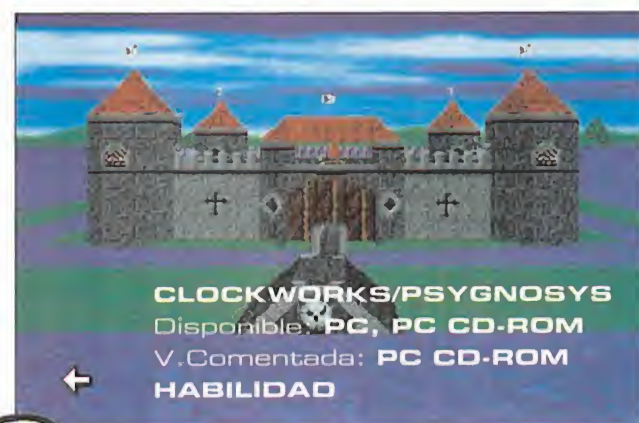 CLOCKWORKS/PSYGNOSYS
Disponible: PC, PC CD-ROM
V.Comentada: PC CD-ROM
HABILIDAD